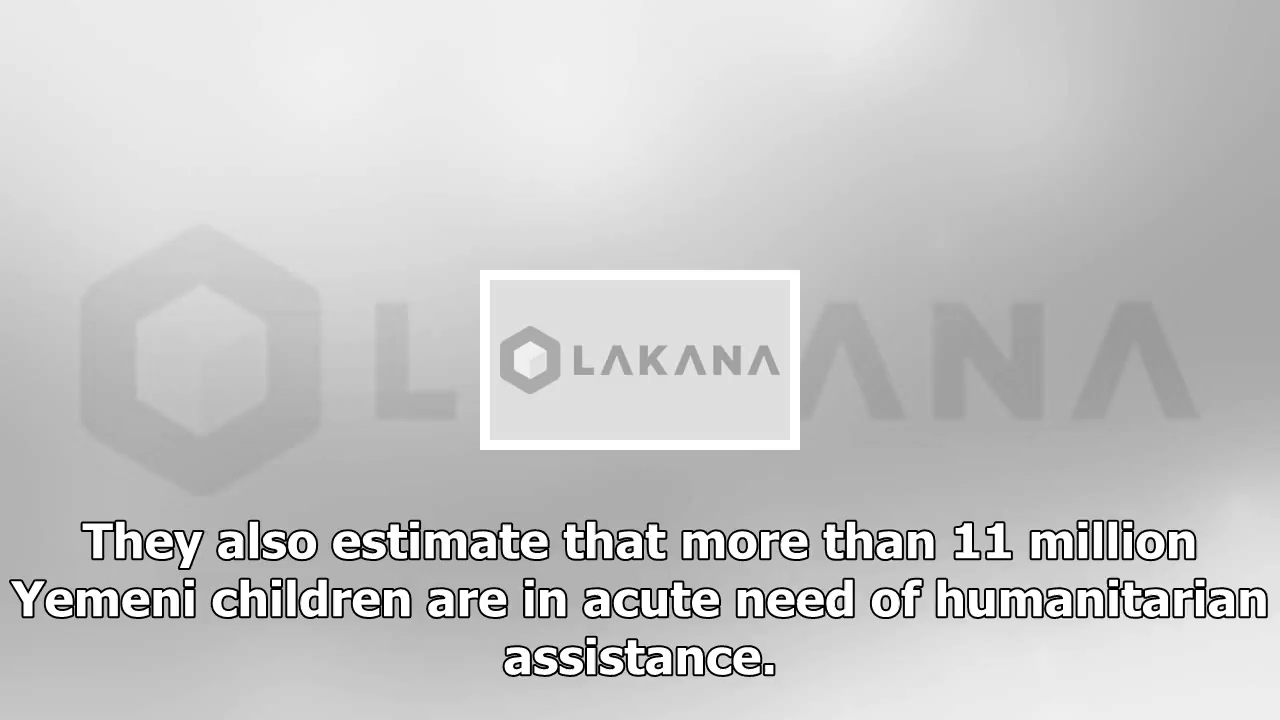 LAKANA
They also estimate that more than 11 million
Yemeni children are in acute need of humanitarian
assistance.